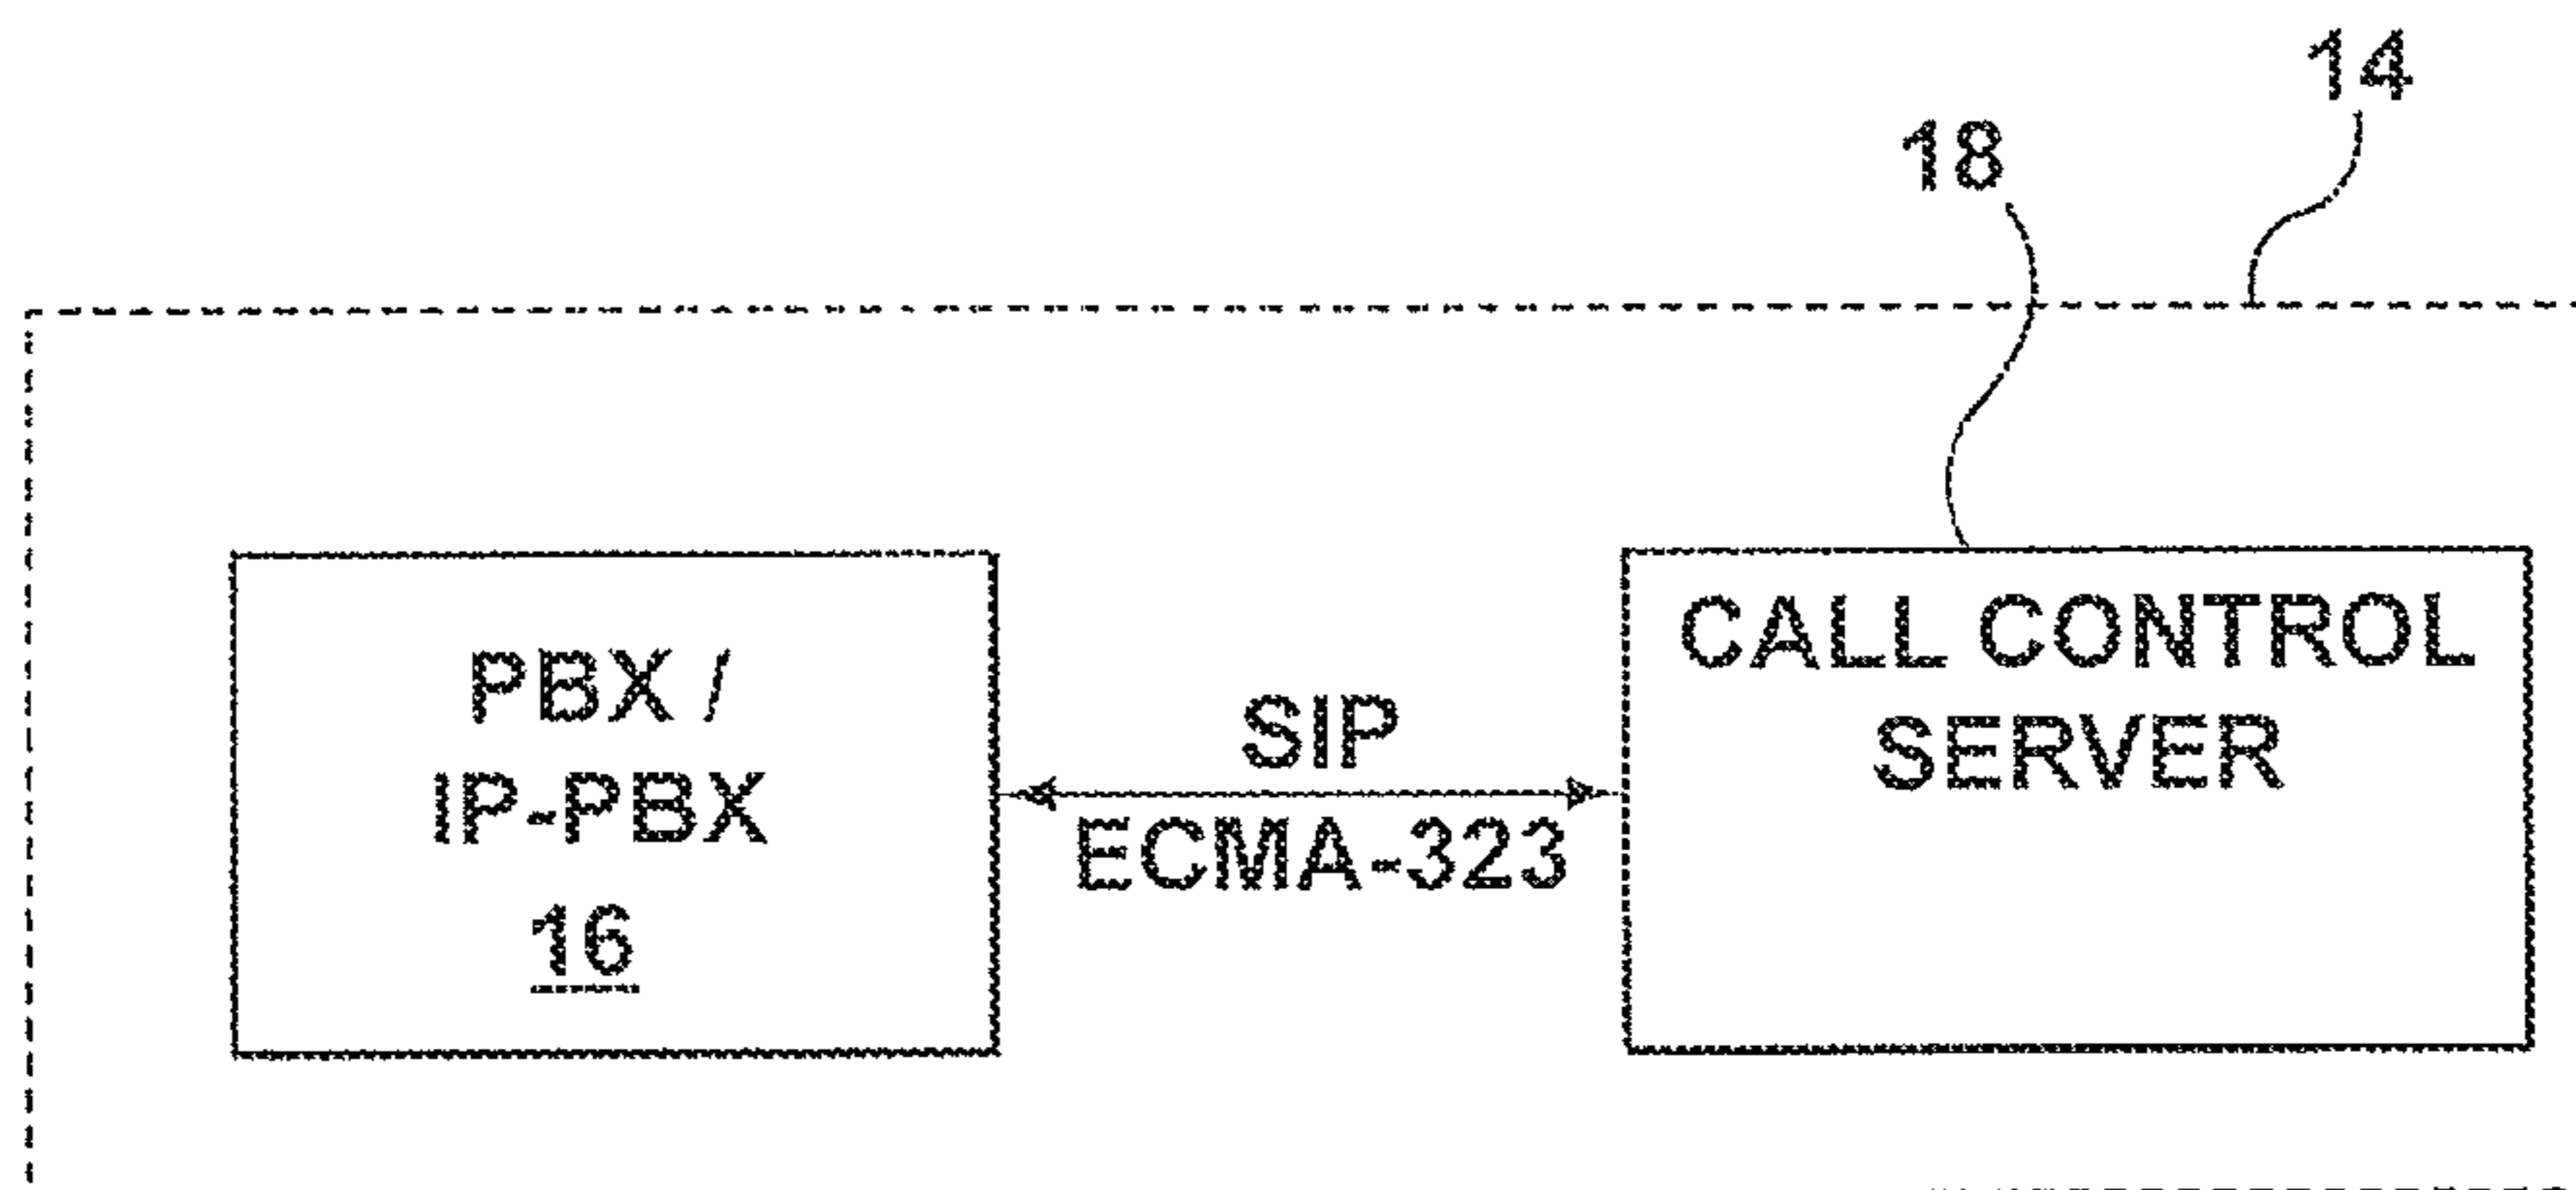 14
18
PBX /
IP-PBX
16
SIP
ECMA-323
CALL CONTROL
SERVER